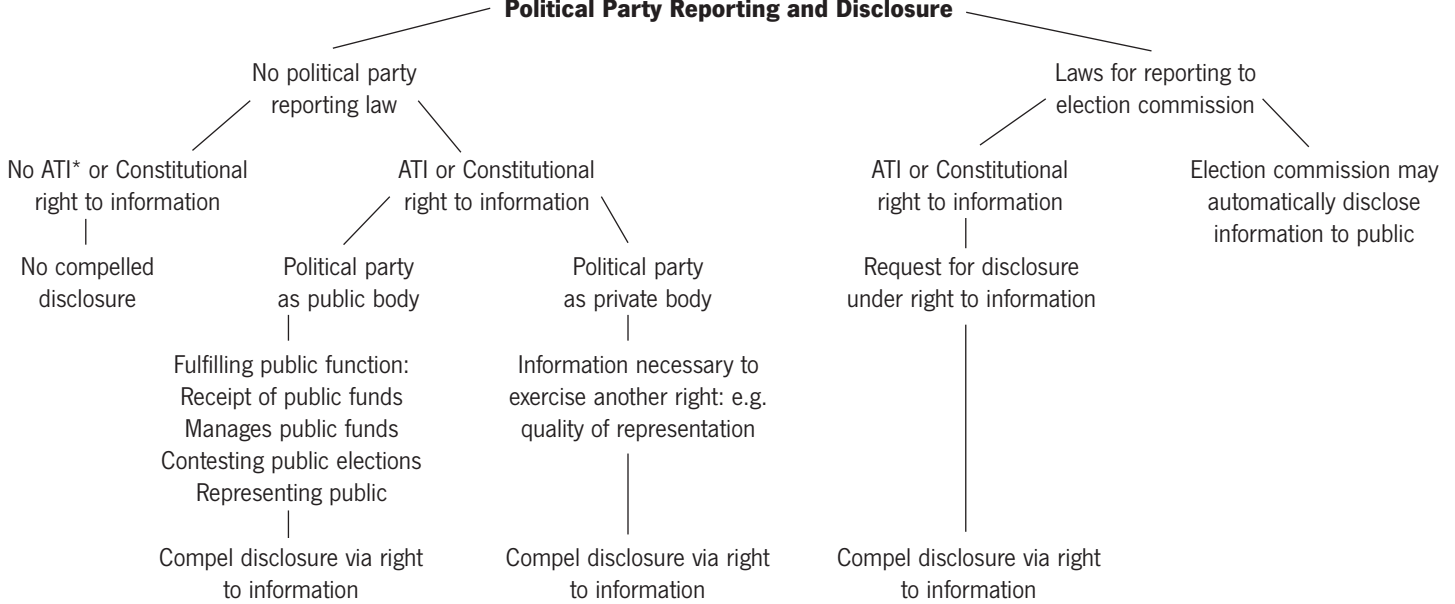 Political Party Reporting and Disclosure
No political party
reporting law
Laws for reporting to
election commission
No ATI* or Constitutional
right to information
ATI or Constitutional
right to information
ATI or Constitutional
right to information
Election commission may
automatically disclose
information to public
No compelled
disclosure
Political party
as public body
Political party
as private body
Request for disclosure
under right to information
Fulfilling public function:
Receipt of public funds
Manages public funds
Contesting public elections
Representing public
Information necessary to
exercise another right: e.g.
quality of representation
Compel disclosure via right
to information
Compel disclosure via right
to information
Compel disclosure via right
to information